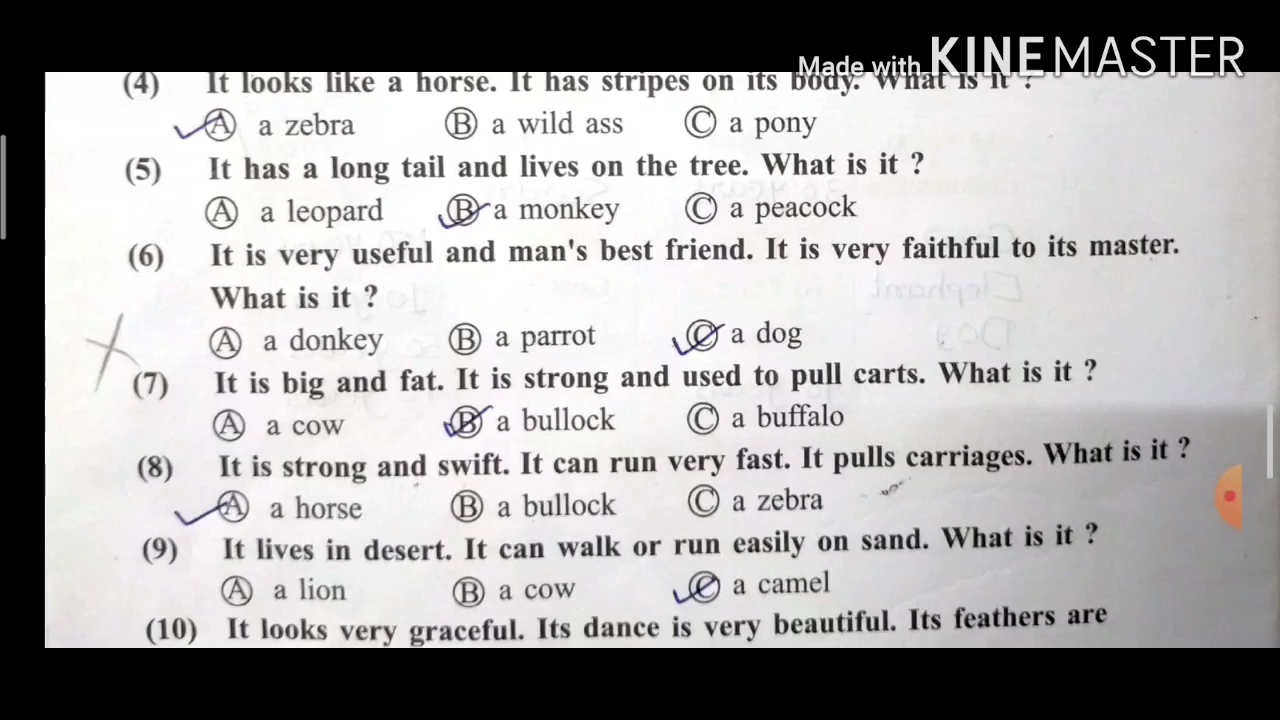 Made with KINEMASTER
(4) It looks like a horse. It has stripes on its body. What is it ?
Ⓐ a zebra Ⓑ a wild ass Ⓒ a pony
(5) It has a long tail and lives on the tree. What is it ?
Ⓐ a leopard Ⓑ a monkey Ⓒ a peacock
(6) It is very useful and man's best friend. It is very faithful to its master.
What is it ?
Ⓐ a donkey Ⓑ a parrot Ⓒ a dog
(7) It is big and fat. It is strong and used to pull carts. What is it ?
Ⓐ a cow Ⓑ a bullock Ⓒ a buffalo
(8) It is strong and swift. It can run very fast. It pulls carriages. What is it ?
Ⓐ a horse Ⓑ a bullock Ⓒ a zebra
(9) It lives in desert. It can walk or run easily on sand. What is it ?
Ⓐ a lion Ⓑ a cow Ⓒ a camel
(10) It looks very graceful. Its dance is very beautiful. Its feathers are